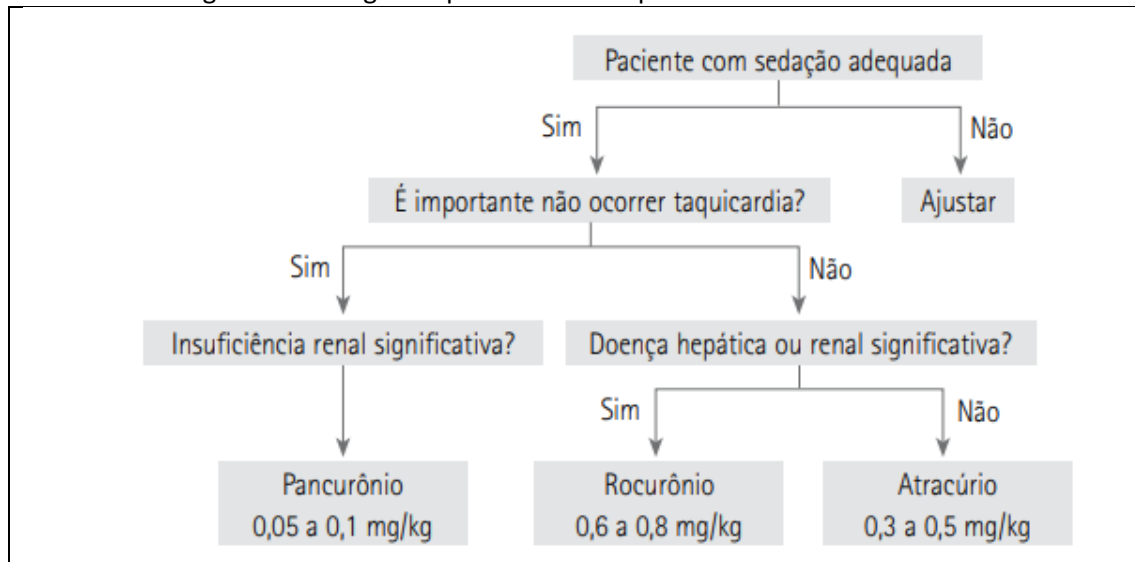 Paciente com sedação adequada
Sim
Não
É importante não ocorrer taquicardia?
Ajustar
Sim
Não
Insuficiência renal significativa?
Doença hepática ou renal significativa?
Sim
Não
Pancurônio
0,05 a 0,1 mg/kg
Rocurônio
0,6 a 0,8 mg/kg
Atracúrio
0,3 a 0,5 mg/kg